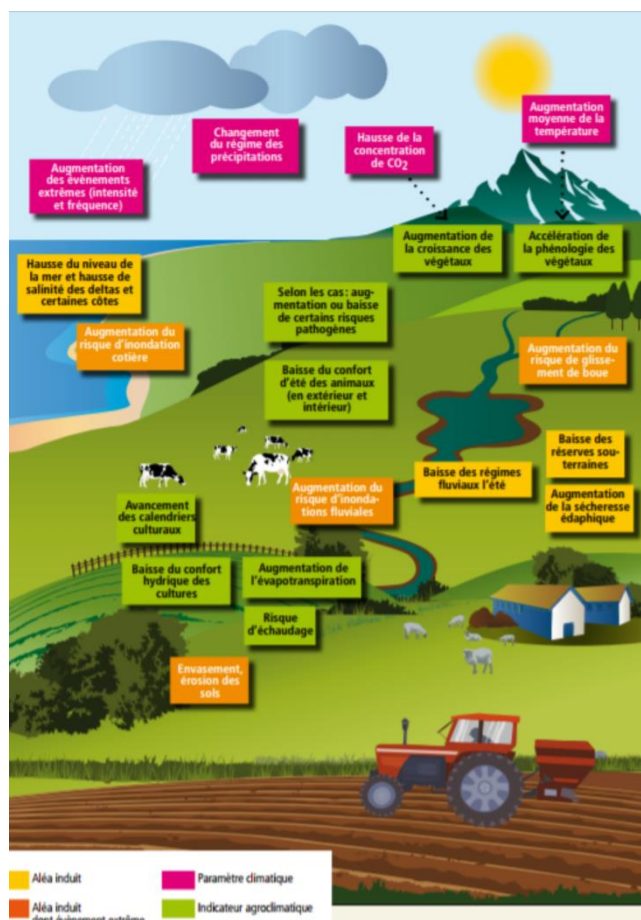 Augmentation
moyenne de la
température
Changement
du régime des
précipitations
Hausse de la
concentration
de CO2
Augmentation
des évènements
extrêmes (intensité
et fréquence)
Augmentation de
la croissance des
végétaux
Accélération de
la phénologie des
végétaux
Hausse du niveau de
la mer et hausse de
salinité des deltas et
certaines côtes
Selon les cas : aug-
mentation ou baisse
de certains risques
pathogènes
Augmentation du
risque d'inondation
cotière
Augmentation du
risque de glisse-
ment de boue
Baisse du confort
d'été des animaux
(en extérieur et
intérieur)
Baisse des
réserves sou-
terraines
Baisse des régimes
fluviaux l'été
Augmentation du
risque d'inonda-
tions fluviales
Augmentation
de la sécheresse
édaphique
Avancement
des calendriers
culturaux
Baisse du confort
hydrique des
cultures
Augmentation de
l'évapotranspiration
Risque
d'échaudage
Envasement,
érosion des
sols
Aléa induit
Paramètre climatique
Aléa induit
dont évènement extrême
Indicateur agroclimatique